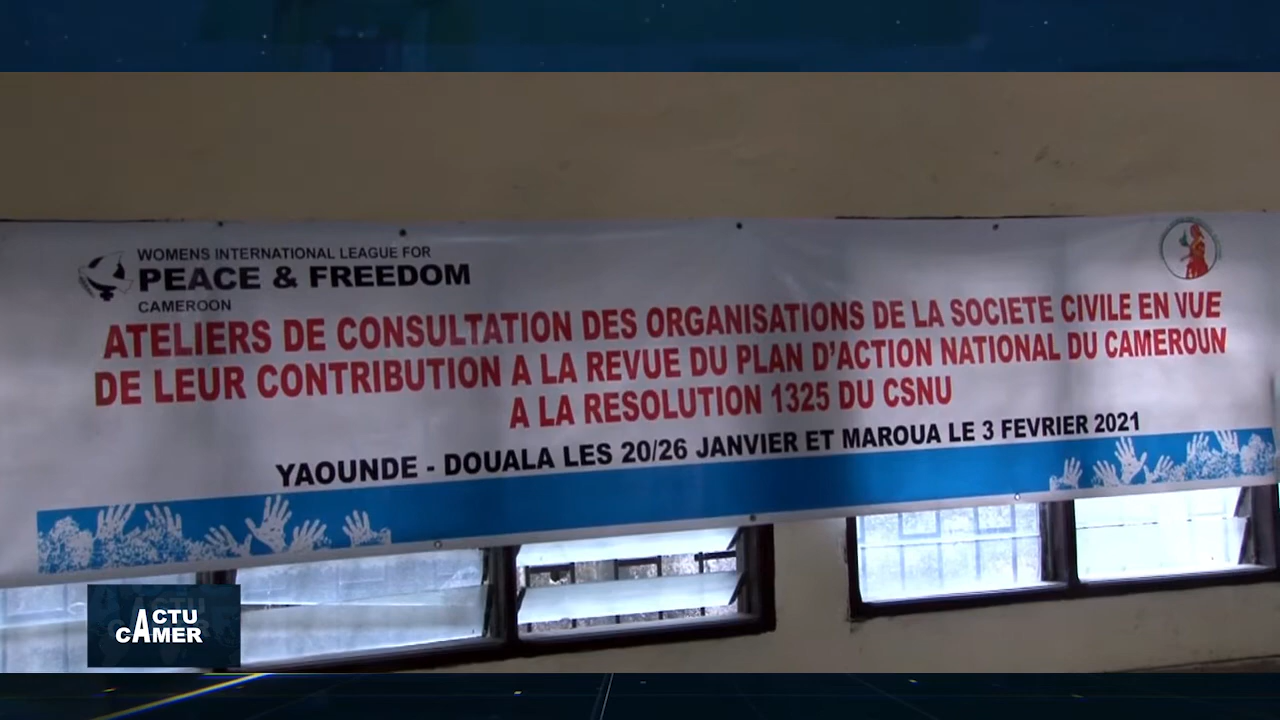 WOMENS INTERNATIONAL LEAGUE FOR
PEACE & FREEDOM
CAMEROON
ATELIERS DE CONSULTATION DES ORGANISATIONS DE LA SOCIETE CIVILE EN VUE
DE LEUR CONTRIBUTION A LA REVUE DU PLAN D'ACTION NATIONAL DU CAMEROUN
A LA RESOLUTION 1325 DU CSNU
YAOUNDE - DOUALA LES 20/26 JANVIER ET MAROUA LE 3 FEVRIER 2021
ACTU
CAMER